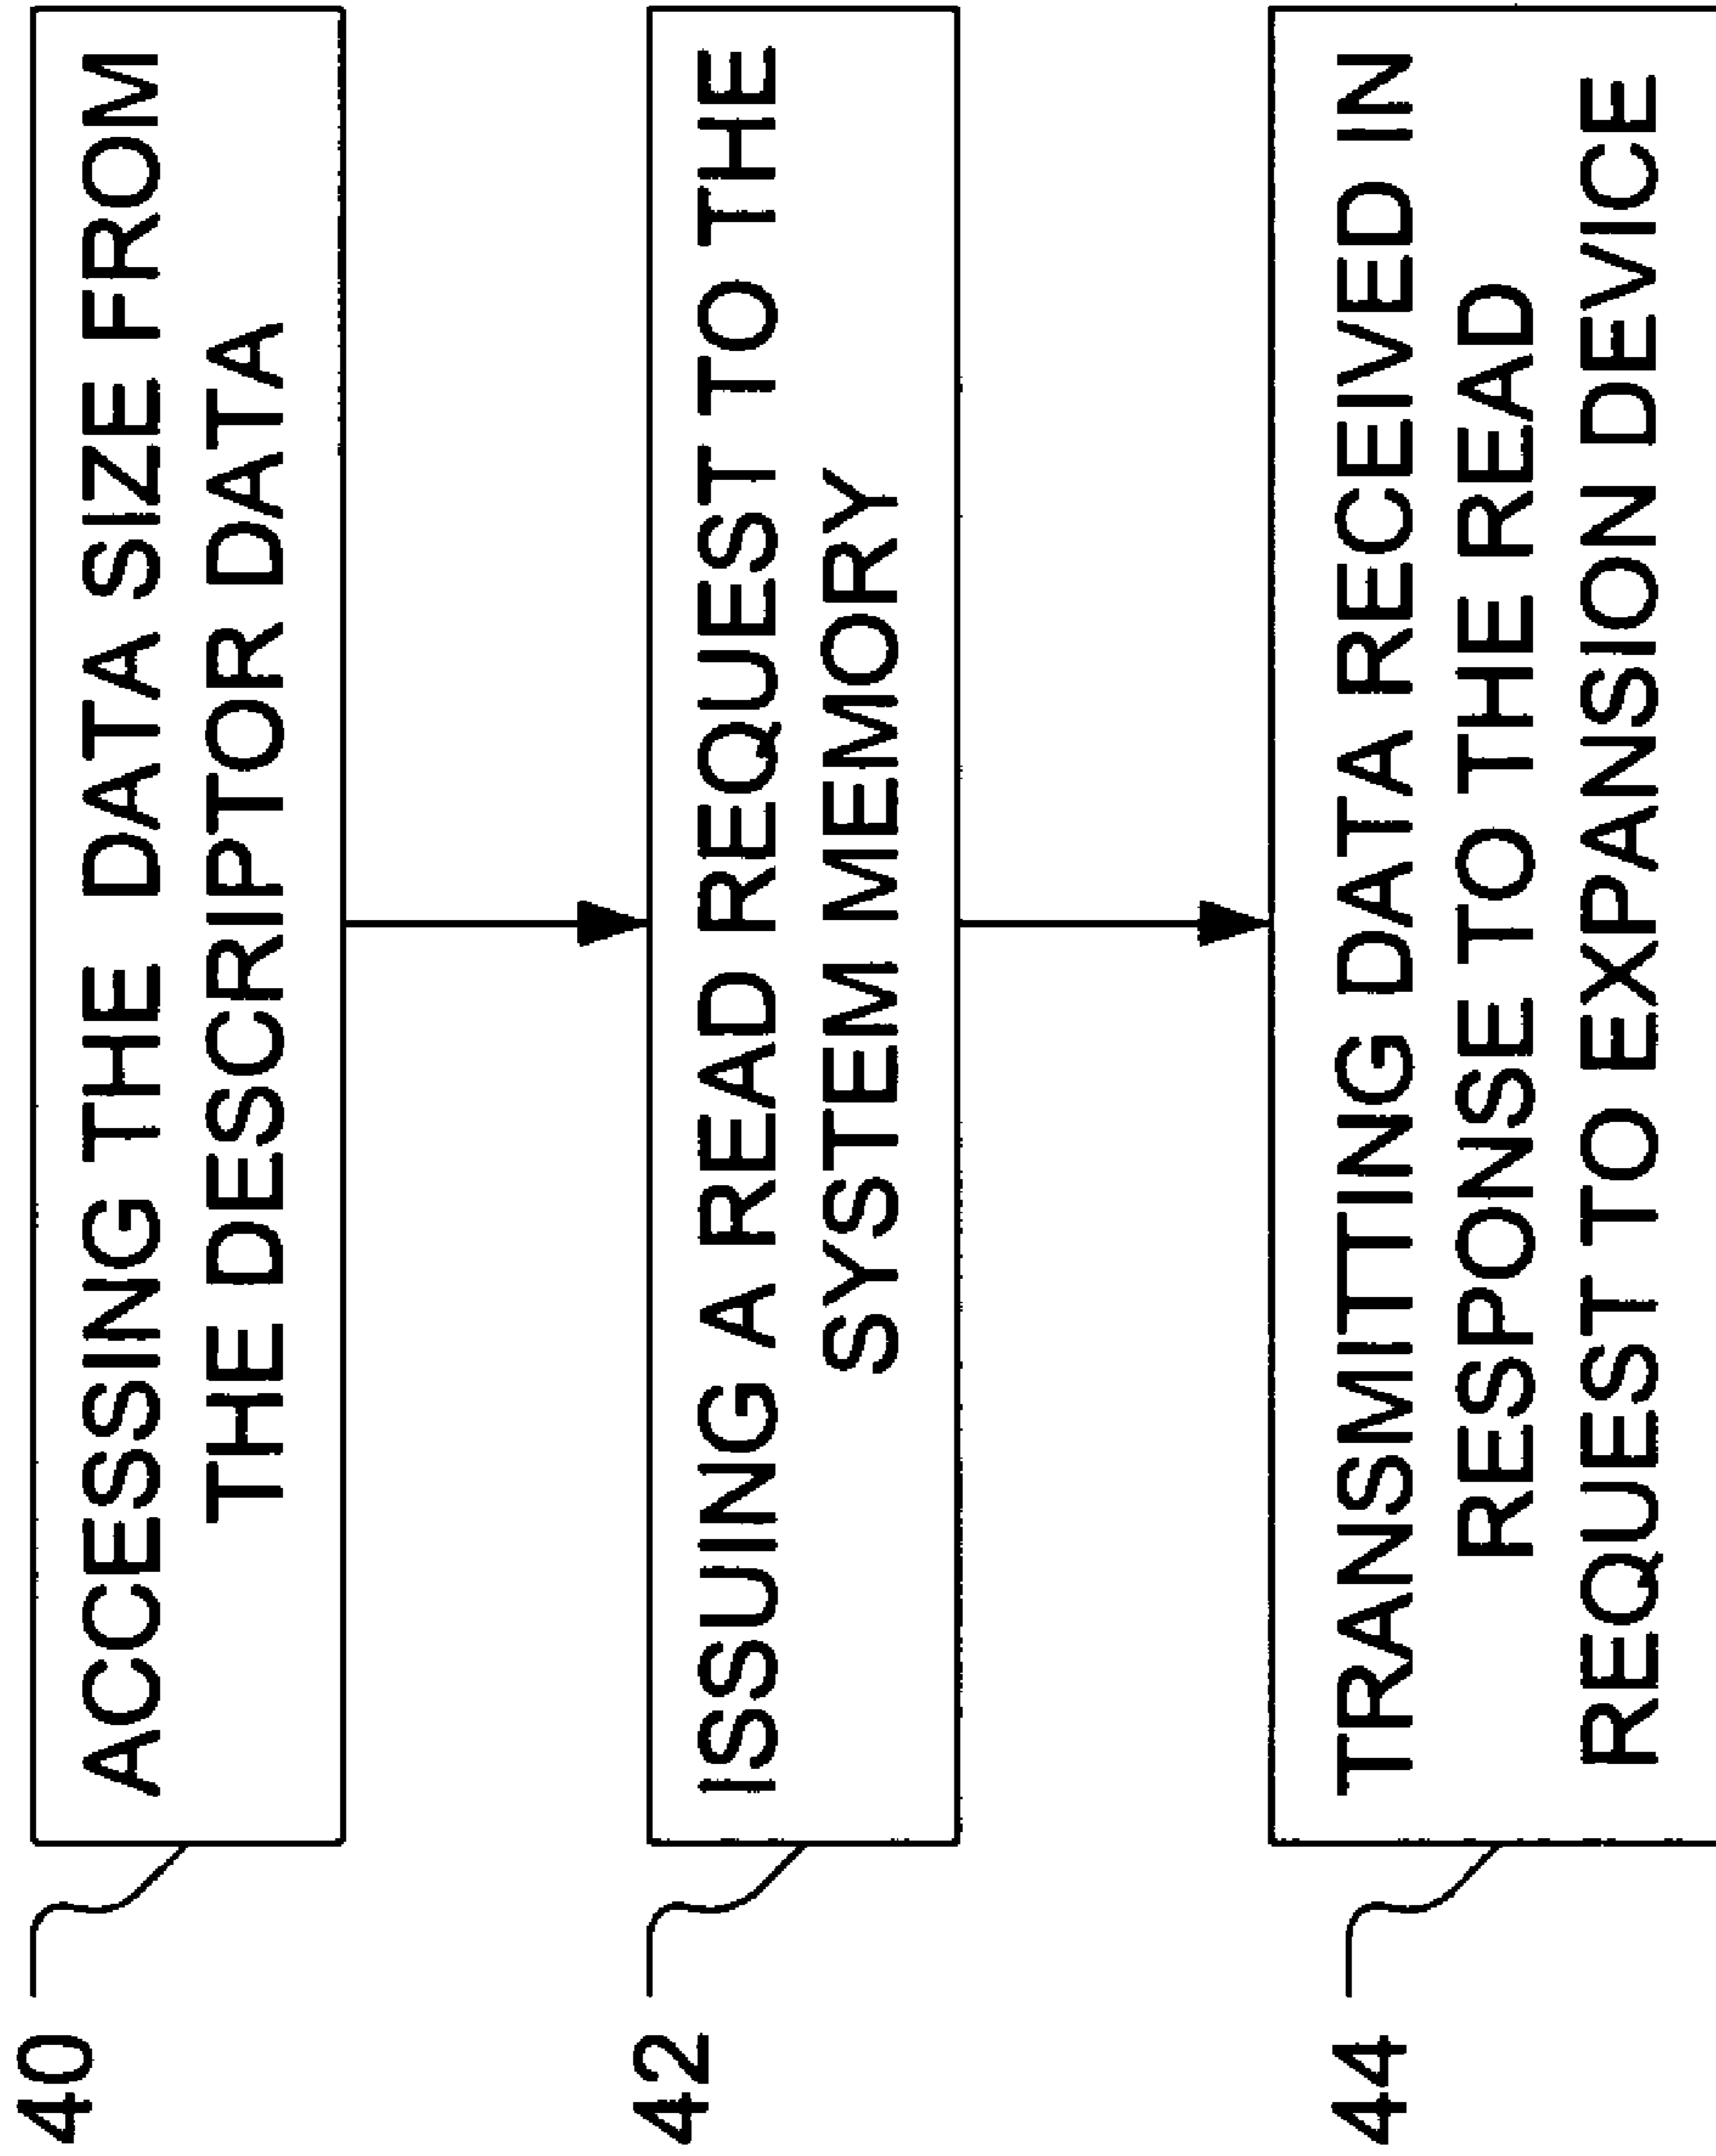 40
ACCESSING THE DATA SIZE FROM
THE DESCRIPTOR DATA
42
ISSUING A READ REQUEST TO THE
SYSTEM MEMORY
44
TRANSMITTING DATA RECEIVED IN
RESPONSE TO THE READ
REQUEST TO EXPANSION DEVICE